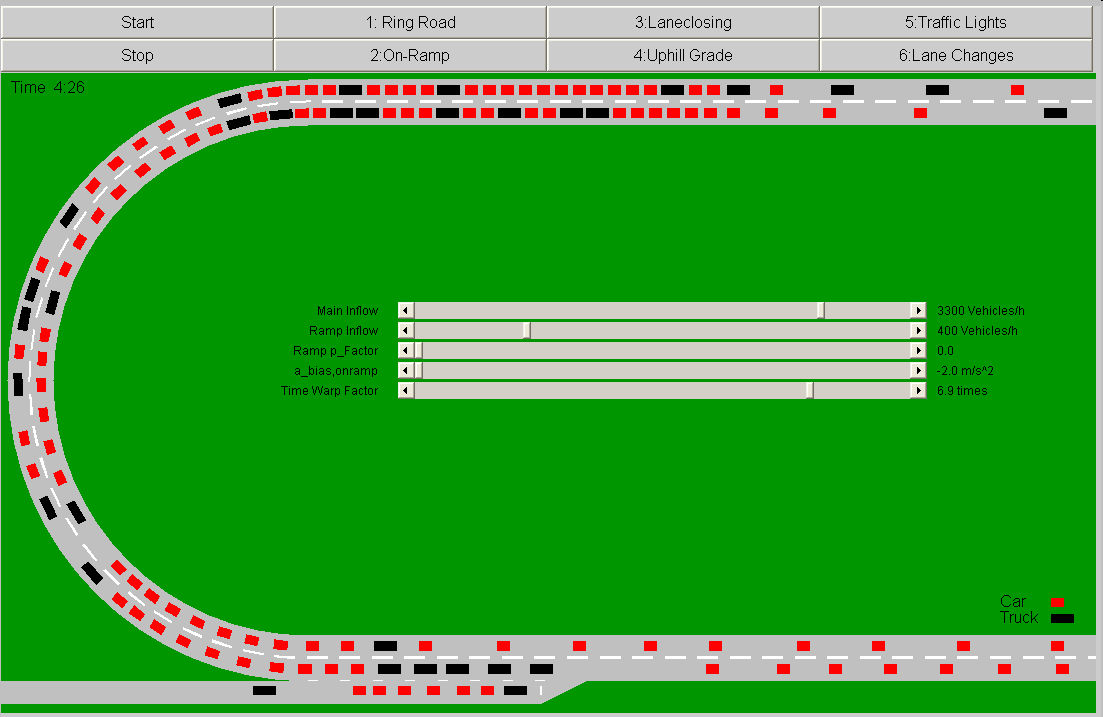 Start 1: Ring Road 3:Laneclosing 5:Traffic Lights
Stop 2:On-Ramp 4:Uphill Grade 6:Lane Changes
Time 4:26
Main Inflow 3300 Vehicles/h
Ramp Inflow 400 Vehicles/h
Ramp p_Factor 0.0
a_bias,onramp -2.0 m/s^2
Time Warp Factor 6.9 times
Car
Truck